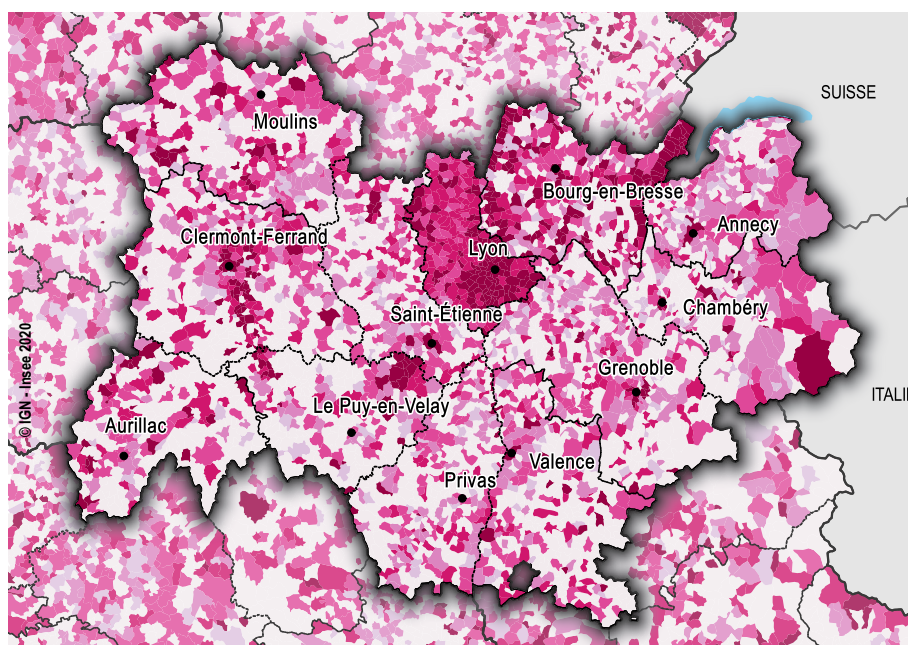 SUISSE
Moulins
Bourg-en-Bresse
Annecy
Clermont-Ferrand
Lyon
Chambéry
Saint-Étienne
© IGN - Insee 2020
Grenoble
ITALIE
Le Puy-en-Velay
Aurillac
Valence
Privas